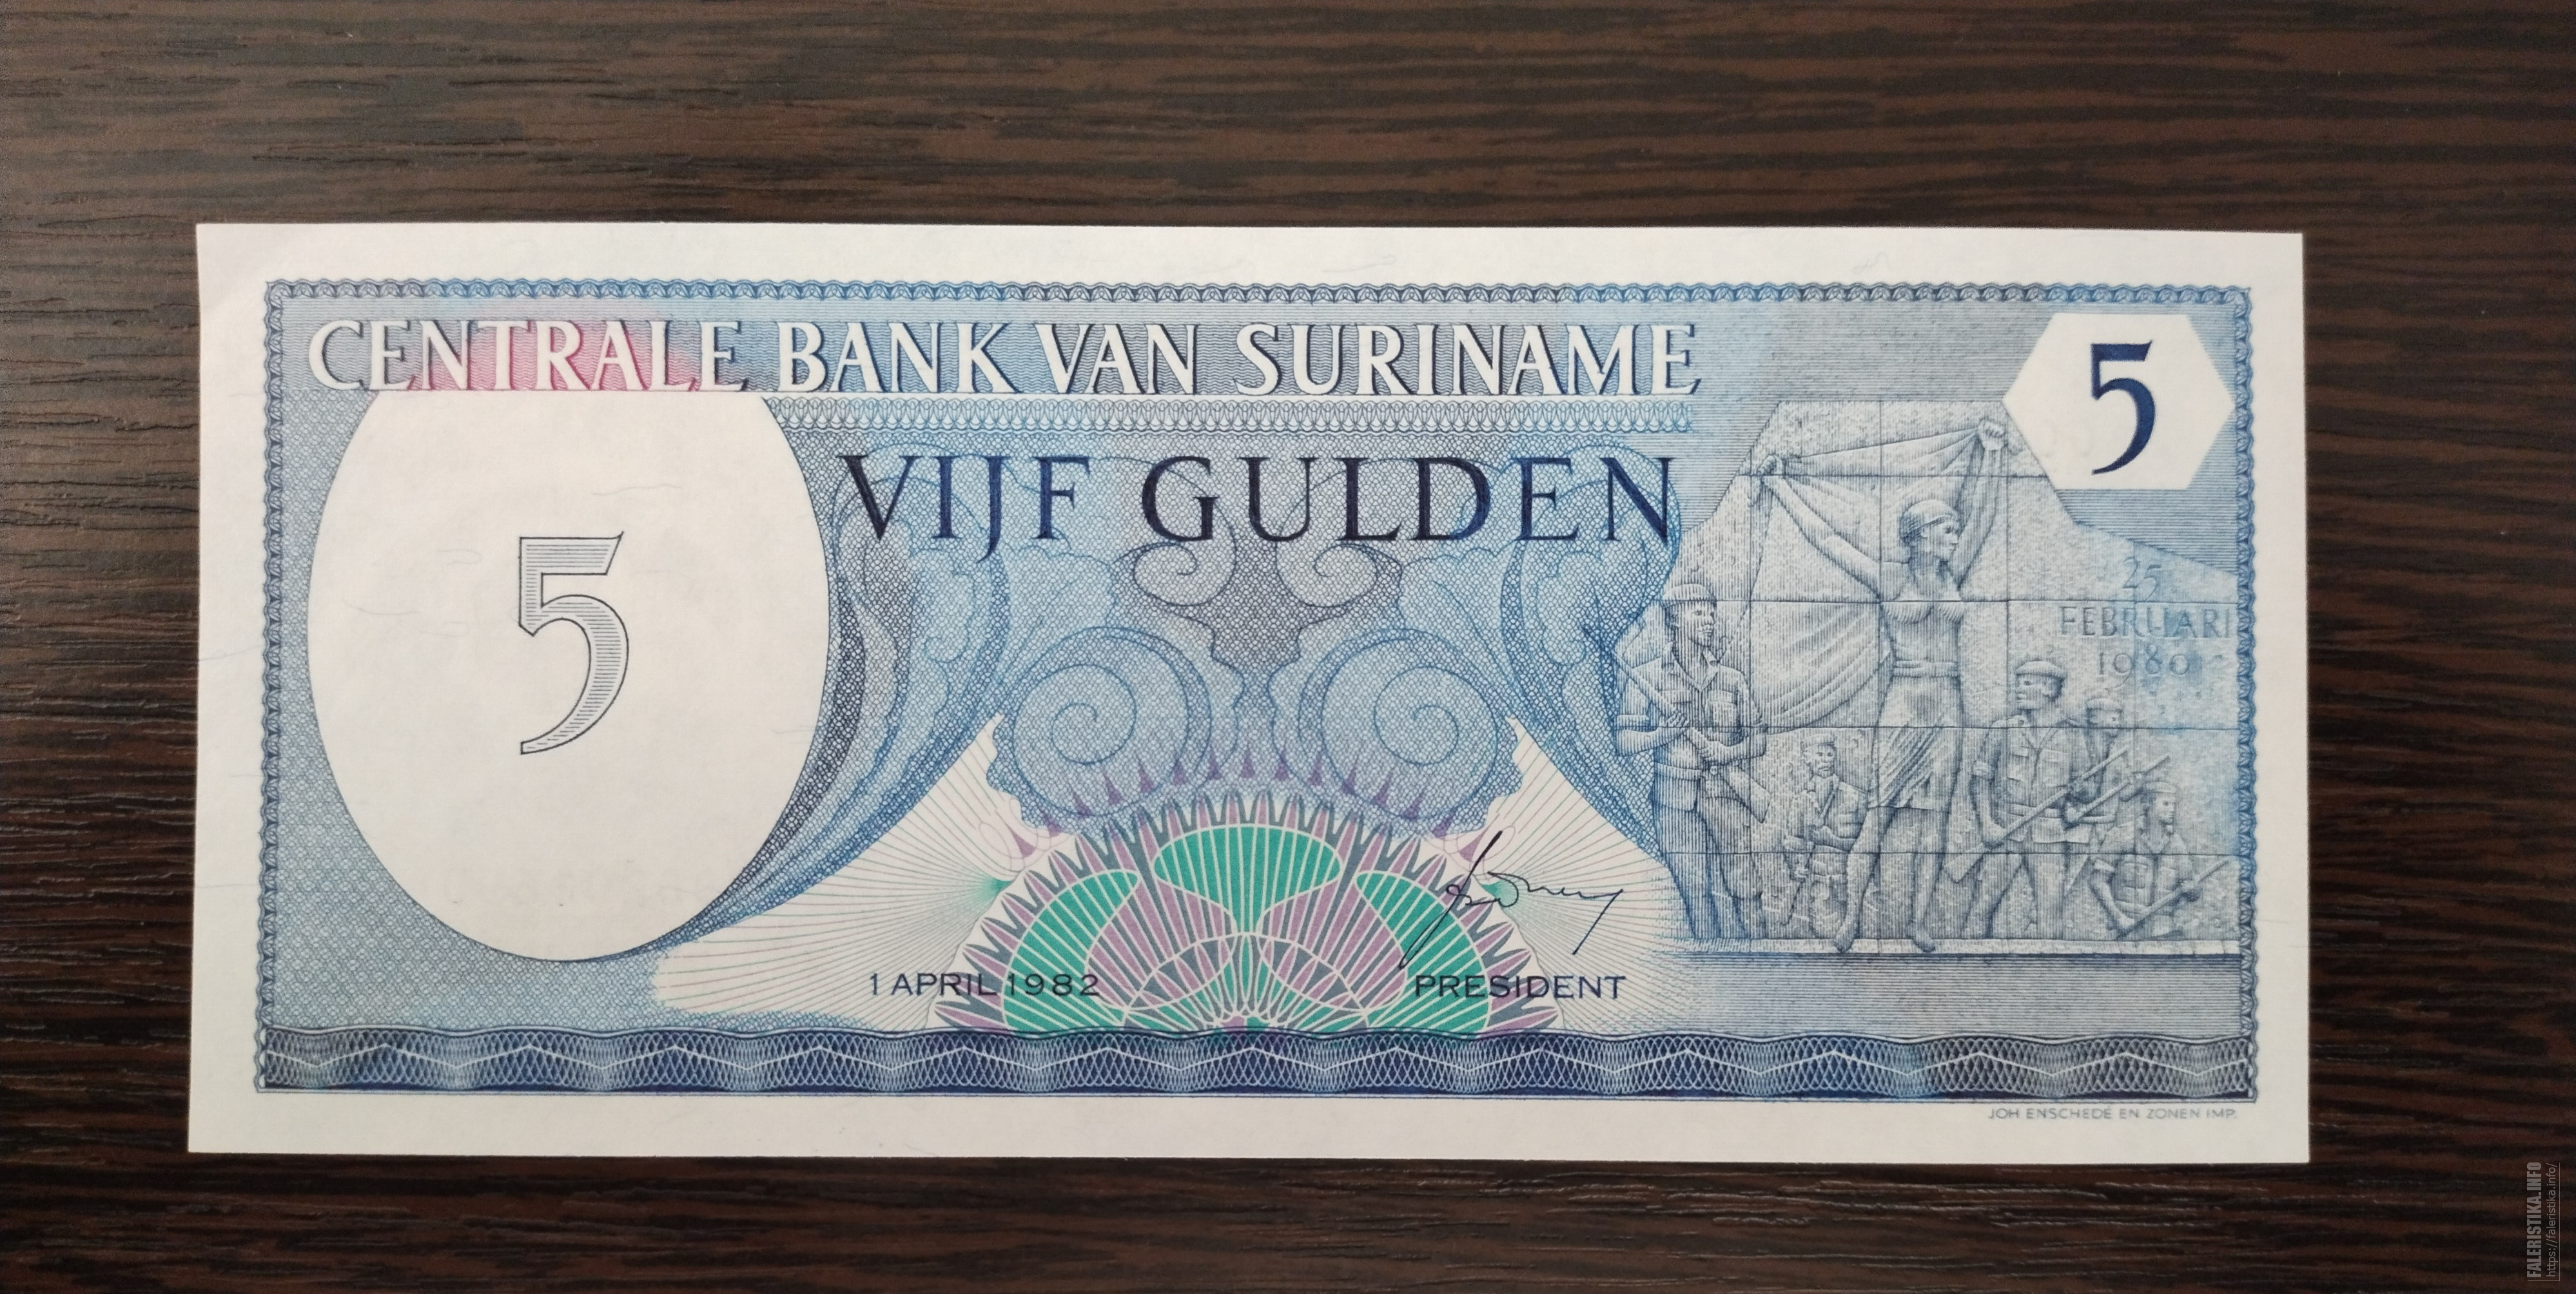 CENTRALE BANK VAN SURINAME
5
VIJF GULDEN
5
25
FEBRUARI
1980
1 APRIL 1982
PRESIDENT
JOH ENSCHEDE EN ZONEN IMP.
FALERISTIKA.INFO
https://faleristika.info/